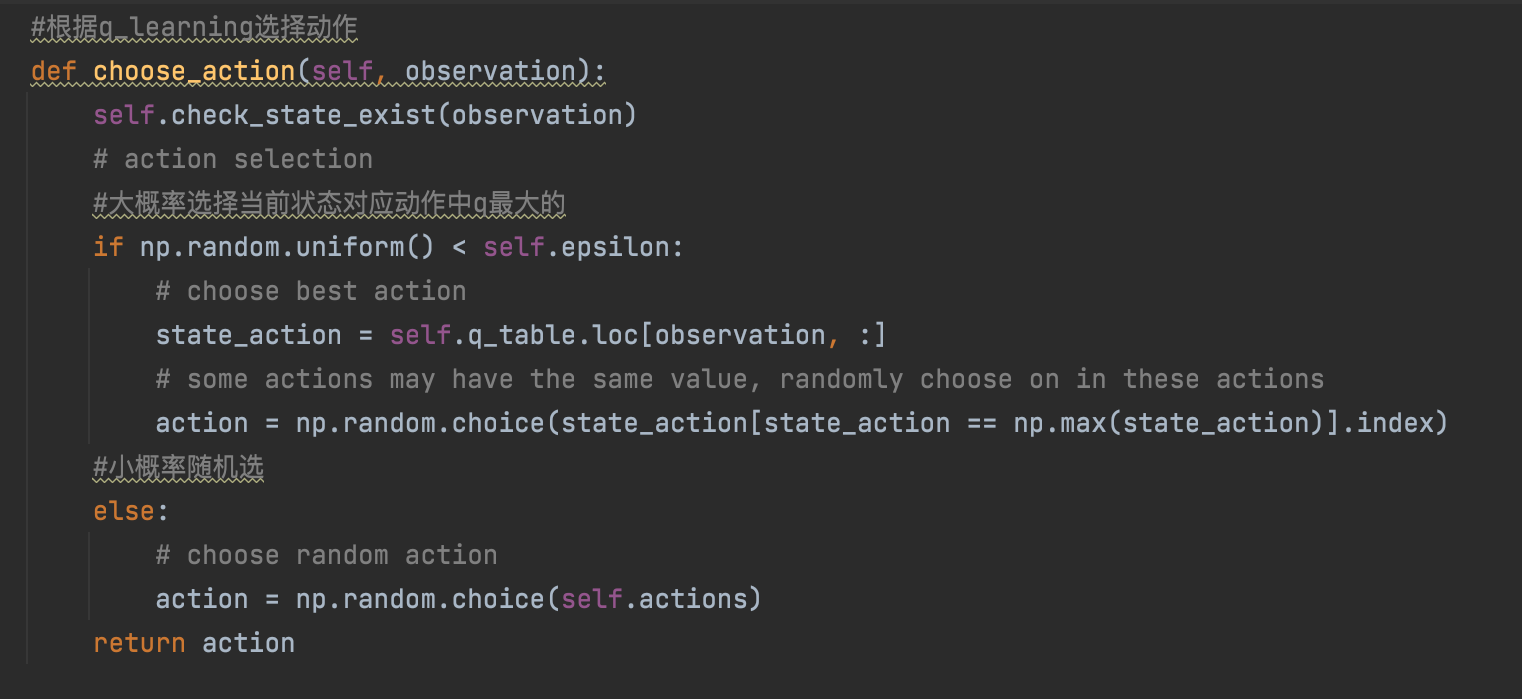 #根据q_learning选择动作
def choose_action(self, observation):
self.check_state_exist(observation)
# action selection
#大概率选择当前状态对应动作中q最大的
if np.random.uniform() < self.epsilon:
# choose best action
state_action = self.q_table.loc[observation, :]
# some actions may have the same value, randomly choose on in these actions
action = np.random.choice(state_action[state_action == np.max(state_action)].index)
#小概率随机选
else:
# choose random action
action = np.random.choice(self.actions)
return action